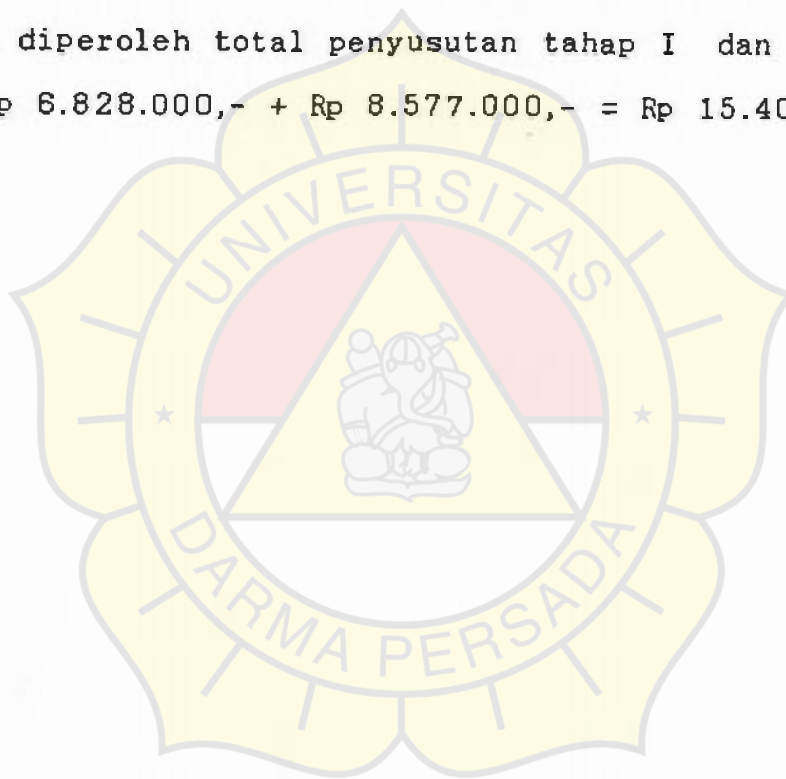 diperoleh total penyusutan tahap I dan
p 6.828.000,- + Rp 8.577.000,- = Rp 15.40
UNIVERSITAS
DARMA PERSADA